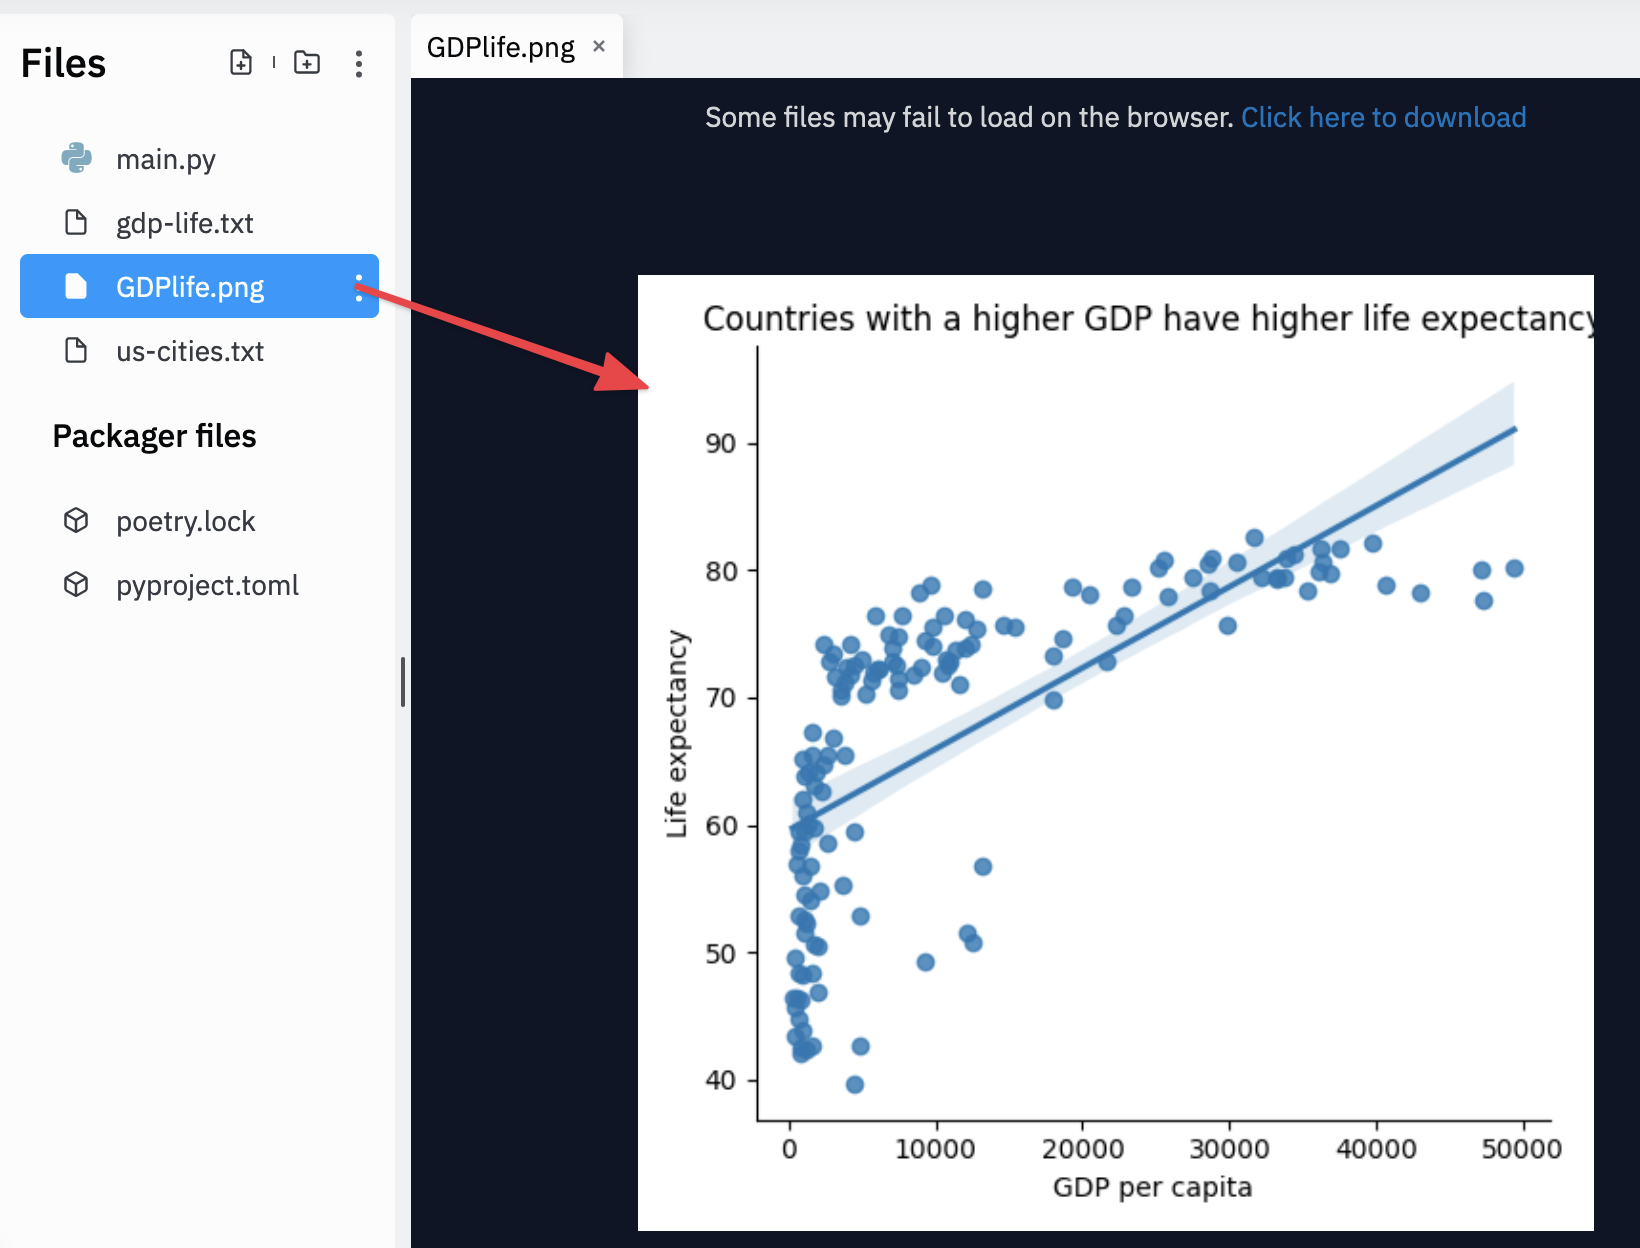 Files
main.py
gdp-life.txt
GDPlife.png
us-cities.txt
Packager files
poetry.lock
pyproject.toml
GDPlife.png ×
Some files may fail to load on the browser. Click here to download
Countries with a higher GDP have higher life expectancy
Life expectancy
90
80
70
60
50
40
0 10000 20000 30000 40000 50000
GDP per capita